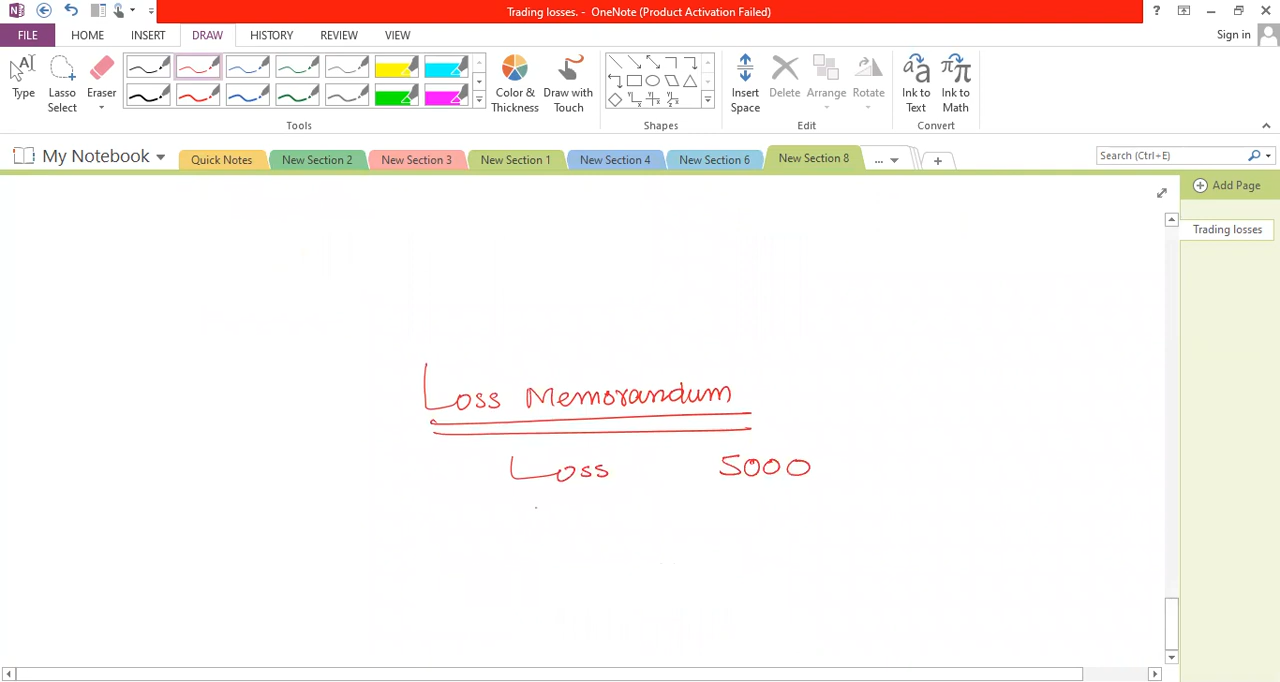 Trading losses. - OneNote (Product Activation Failed)
?
FILE HOME INSERT DRAW HISTORY REVIEW VIEW
Sign in
Type
Lasso Select
Eraser
Color & Thickness
Draw with Touch
Insert Space
Delete
Arrange
Rotate
Ink to Text
Ink to Math
Tools
Shapes
Edit
Convert
My Notebook
Quick Notes New Section 2 New Section 3 New Section 1 New Section 4 New Section 6 New Section 8 ...
Search (Ctrl+E)
Add Page
Trading losses
Loss Memorandum
Loss 5000